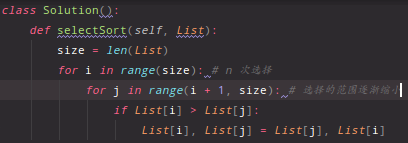 class Solution():
def selectSort(self, List):
size = len(List)
for i in range(size): # n 次选择
for j in range(i + 1, size): # 选择的范围逐渐缩小
if List[i] > List[j]:
List[i], List[j] = List[j], List[i]